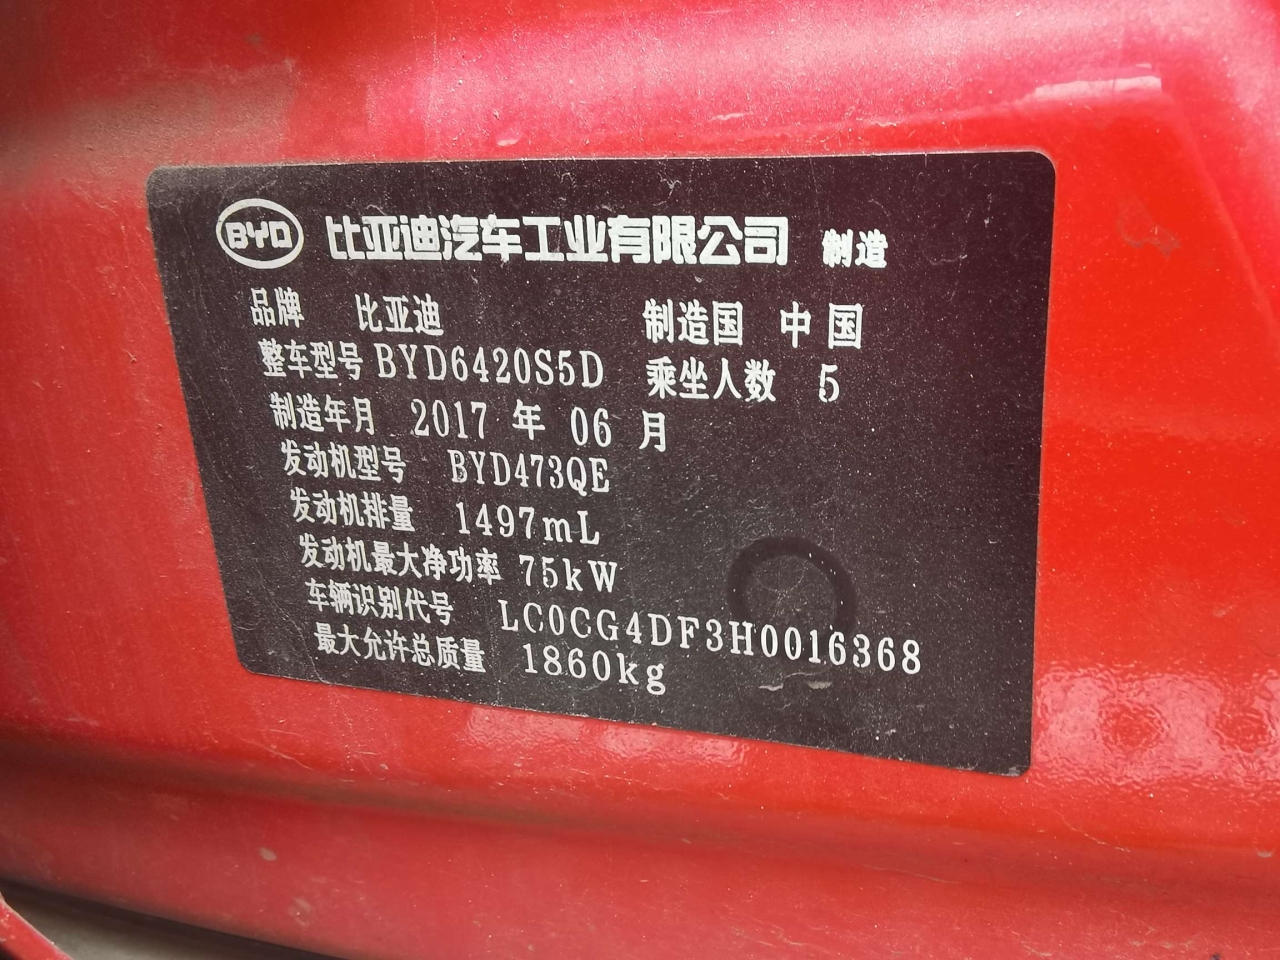 BYD 比亚迪汽车工业有限公司 制造
品牌 比亚迪 制造国 中国
整车型号 BYD6420S5D 乘坐人数 5
制造年月 2017 年 06 月
发动机型号 BYD473QE
发动机排量 1497mL
发动机最大净功率 75kW
车辆识别代号 LC0CG4DF3H0016368
最大允许总质量 1860kg